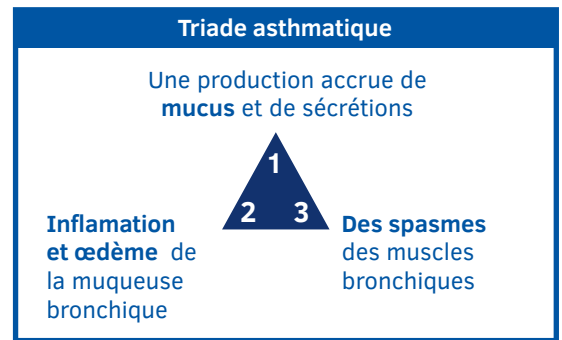 Triade asthmatique
Une production accrue de
mucus et de sécrétions
1
2 3
Inflamation
et œdème de
la muqueuse
bronchique
Des spasmes
des muscles
bronchiques